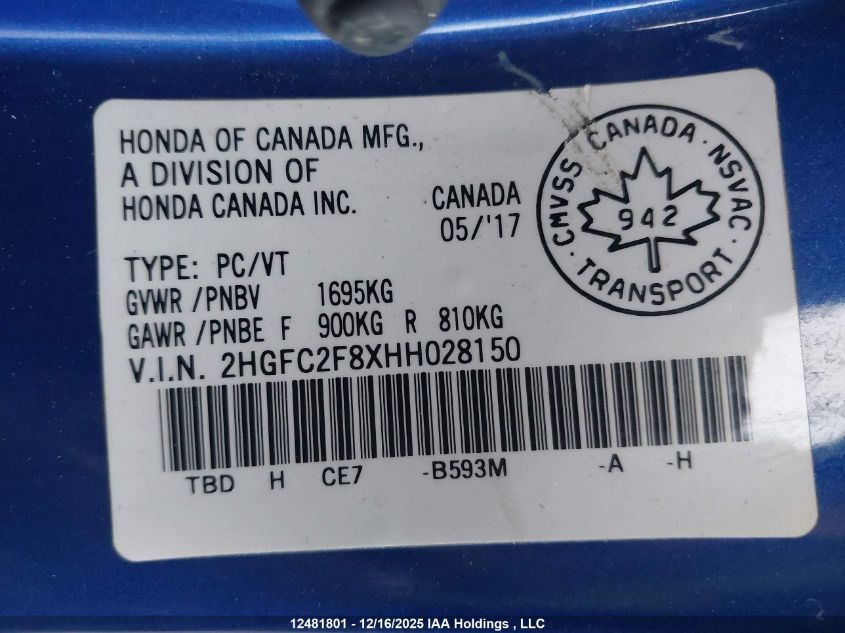 HONDA OF CANADA MFG.,
A DIVISION OF
HONDA CANADA INC. CANADA
05/'17
TYPE: PC/VT
GVWR/PNBV 1695KG
GAWR/PNBE F 900KG R 810KG
V.I.N. 2HGFC2F8XHH028150
TBD H CE7 -B593M -A -H
CMVSS · CANADA · NSVAC · TRANSPORT ·
942
12481801 - 12/16/2025 IAA Holdings , LLC